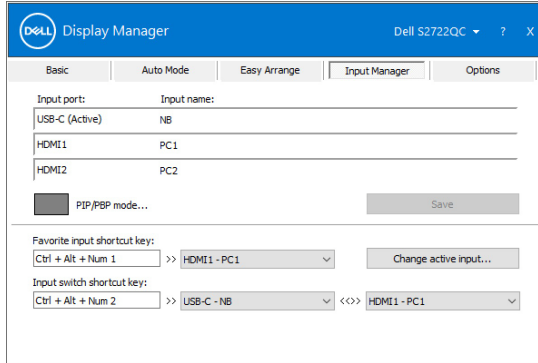 DELL Display Manager Dell S2722QC ? X
Basic Auto Mode Easy Arrange Input Manager Options
Input port: Input name:
USB-C (Active) NB
HDMI1 PC1
HDMI2 PC2
PIP/PBP mode... Save
Favorite input shortcut key:
Ctrl + Alt + Num 1 >> HDMI1 - PC1 Change active input...
Input switch shortcut key:
Ctrl + Alt + Num 2 >> USB-C - NB <<>> HDMI1 - PC1